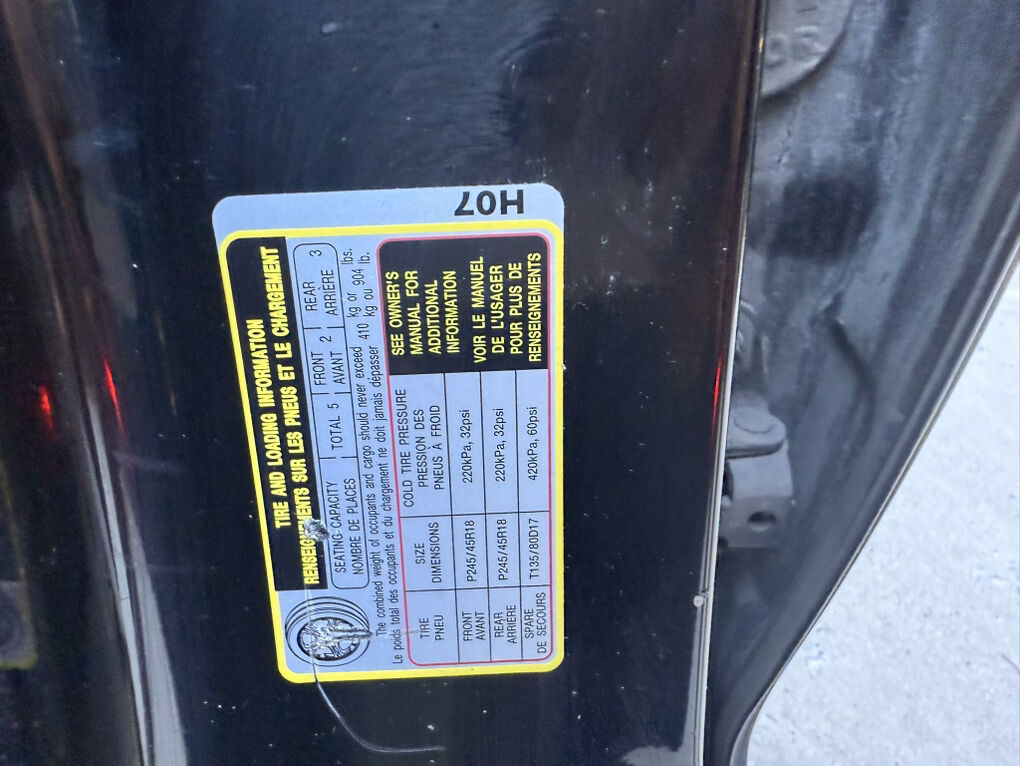 TIRE AND LOADING INFORMATION
RENSEIGNEMENTS SUR LES PNEUS ET LE CHARGEMENT
SEATING CAPACITY TOTAL 5 FRONT 2 REAR 3
NOMBRE DE PLACES AVANT ARRIÈRE
The combined weight of occupants and cargo should never exceed 410 kg or lbs.
Le poids total des occupants et du chargement ne doit jamais dépasser kg ou 904 lb.
TIRE SIZE COLD TIRE PRESSURE
PNEU DIMENSIONS PRESSION DES
PNEUS À FROID
FRONT P245/45R18 220kPa, 32psi
AVANT
REAR P245/45R18 220kPa, 32psi
ARRIÈRE
SPARE T135/80D17 420kPa, 60psi
DE SECOURS
SEE OWNER'S
MANUAL FOR
ADDITIONAL
INFORMATION
VOIR LE MANUEL
DE L'USAGER
POUR PLUS DE
RENSEIGNEMENTS
H07